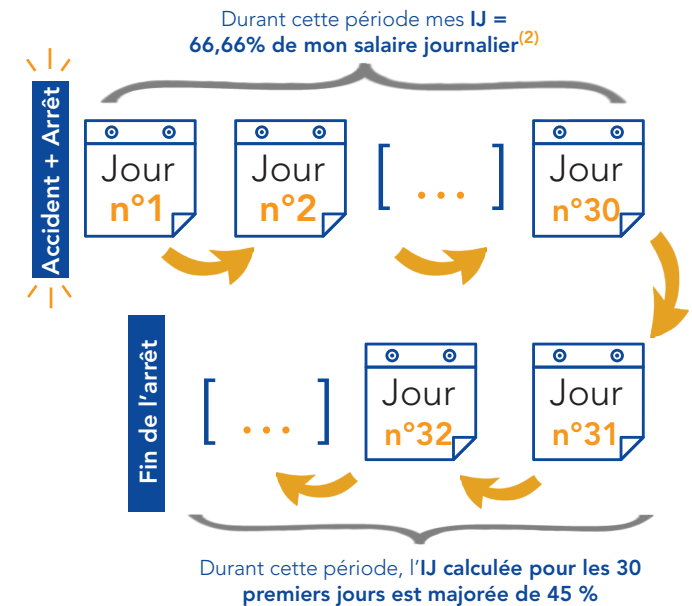 Durant cette période mes IJ =
66,66% de mon salaire journalier(2)
Accident + Arrêt
Jour
n°1
Jour
n°2
[ ... ]
Jour
n°30
Jour
n°31
Jour
n°32
[ ... ]
Fin de l'arrêt
Durant cette période, l'IJ calculée pour les 30
premiers jours est majorée de 45 %